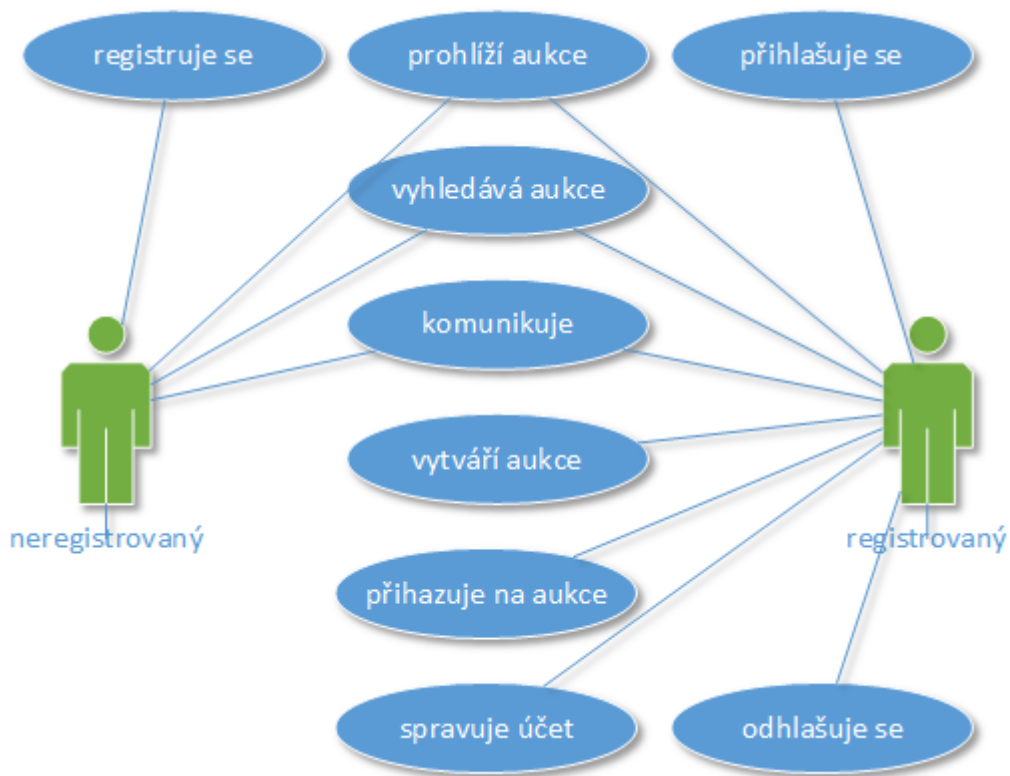 registruje se
prohlíží aukce
přihlašuje se
vyhledává aukce
komunikuje
vytváří aukce
neregistrovaný
registrovaný
přihazuje na aukce
spravuje účet
odhlašuje se